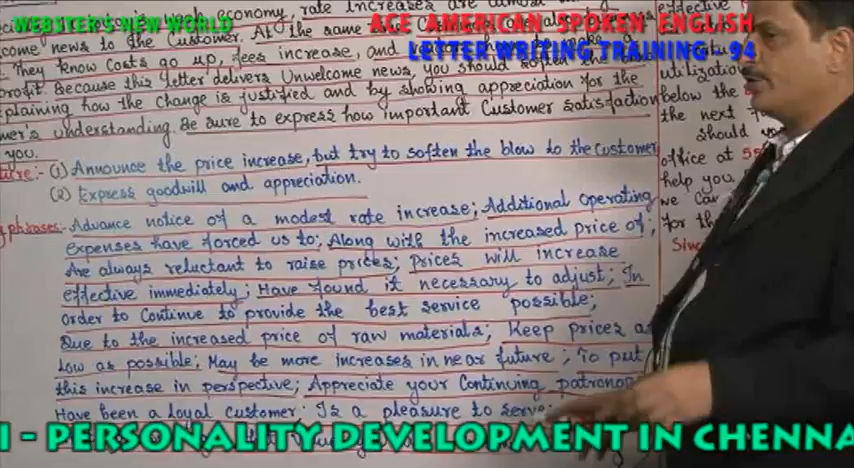 WEBSTER'S NEW WORLD
ACE AMERICAN SPOKEN ENGLISH
LETTER WRITING TRAINING - 94
economy, rate increases are
come news to the Customer. At the same
. They know costs go up, fees increase, and
profit. Because this letter delivers Unwelcome news, you should soften the
plaining how the change is justified and by showing appreciation for the
mer's understanding. Be sure to express how important Customer satisfaction
you.
ture:- (1) Announce the price increase, but try to soften the blow to the Customer
(2) Express goodwill and appreciation.
phrases:- Advance notice of a modest rate increase; Additional operating
expenses have forced us to; Along with the increased price of;
Are always reluctant to raise prices; Prices will increase
effective immediately; Have found it necessary to adjust; In
order to Continue to provide the best service possible;
Due to the increased price of raw materials; Keep prices as
low as possible; May be more increases in near future; To put
this increase in perspective; Appreciate your Continuing patronage
Have been a loyal customer; Is a pleasure to serve;
utilization
below the
the next
should
office at
help you.
we can
for th
Sinc
I - PERSONALITY DEVELOPMENT IN CHENNA